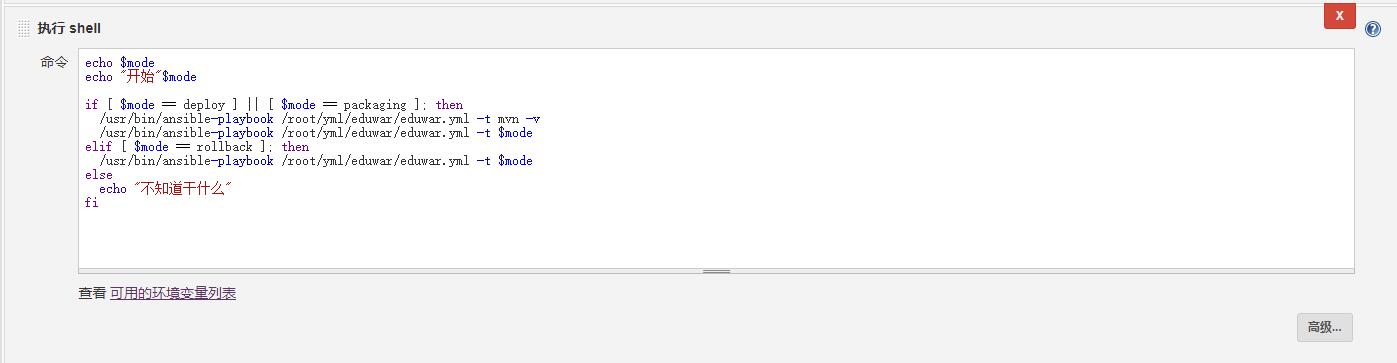 执行 shell
X
命令
echo $mode
echo "开始"$mode
if [ $mode == deploy ] || [ $mode == packaging ]; then
/usr/bin/ansible-playbook /root/yml/eduwar/eduwar.yml -t mvn -v
/usr/bin/ansible-playbook /root/yml/eduwar/eduwar.yml -t $mode
elif [ $mode == rollback ]; then
/usr/bin/ansible-playbook /root/yml/eduwar/eduwar.yml -t $mode
else
echo "不知道干什么"
fi
查看 可用的环境变量列表
高级...